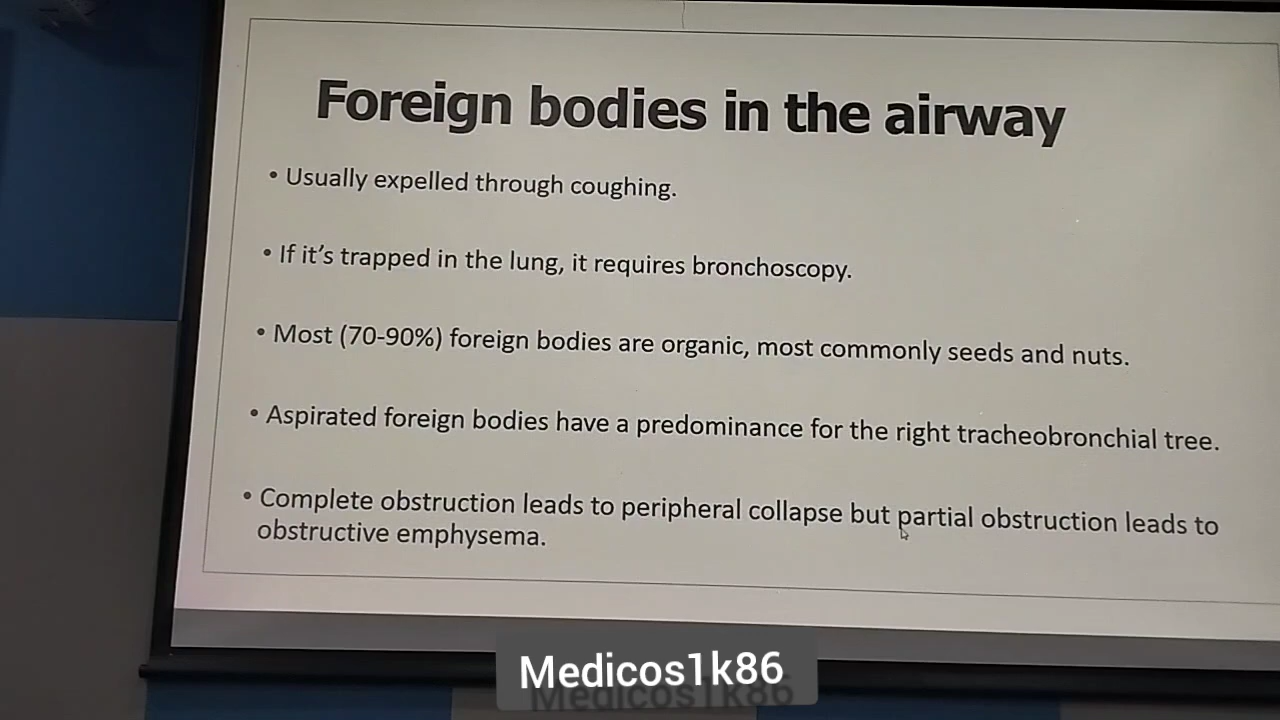 Foreign bodies in the airway
• Usually expelled through coughing.
• If it's trapped in the lung, it requires bronchoscopy.
• Most (70-90%) foreign bodies are organic, most commonly seeds and nuts.
• Aspirated foreign bodies have a predominance for the right tracheobronchial tree.
• Complete obstruction leads to peripheral collapse but partial obstruction leads to
obstructive emphysema.
Medicos1k86
Medicos1k86